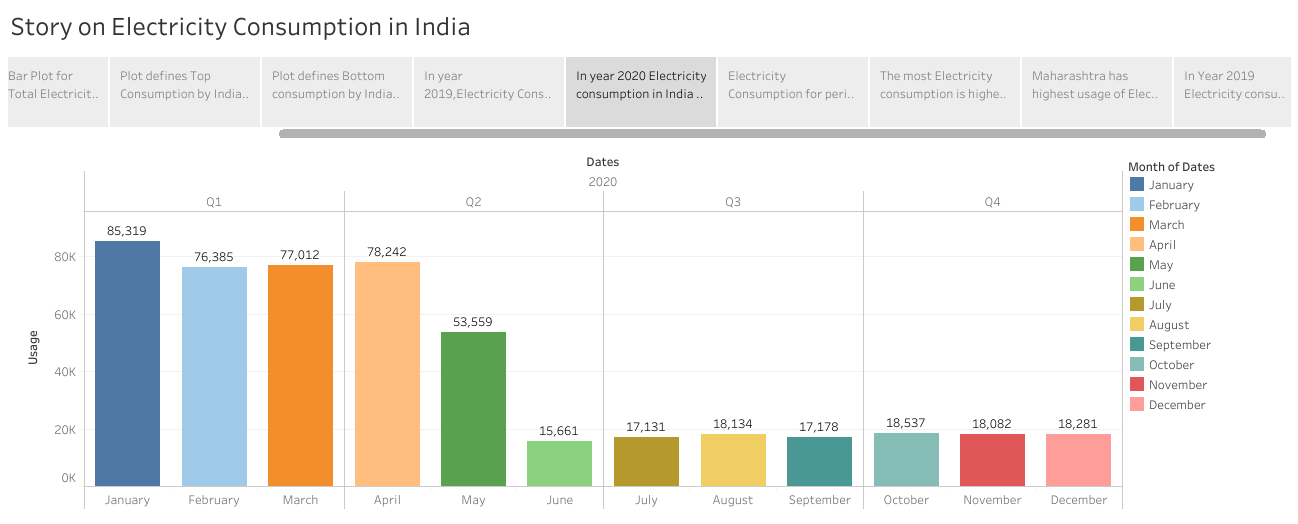 Story on Electricity Consumption in India
Bar Plot for
Total Electricit..
Plot defines Top
Consumption by India..
Plot defines Bottom
consumption by India..
In year
2019,Electricity Cons..
In year 2020 Electricity
consumption in India ..
Electricity
Consumption for peri..
The most Electricity
consumption is highe..
Maharashtra has
highest usage of Elec..
In Year 2019
Electricity consu..
Dates
2020
Q1 Q2 Q3 Q4
85,319 76,385 77,012 78,242 53,559 15,661 17,131 18,134 17,178 18,537 18,082 18,281
80K
60K
40K
20K
0K
Usage
January February March April May June July August September October November December
Month of Dates
January
February
March
April
May
June
July
August
September
October
November
December